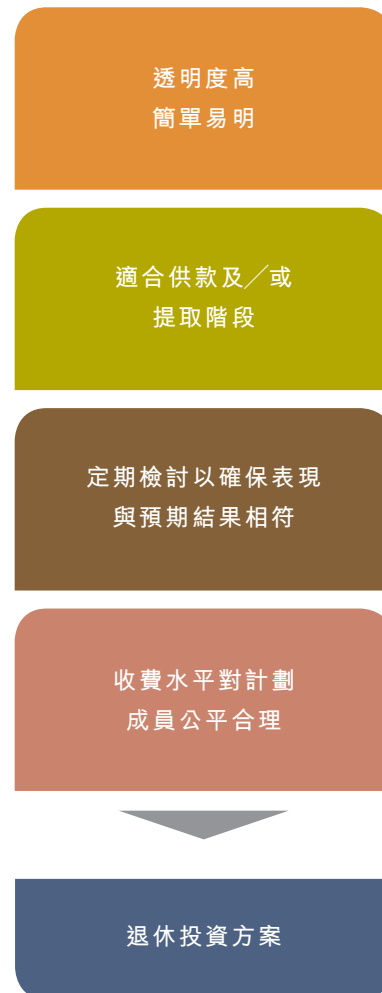 透明度高
簡單易明
適合供款及╱或
提取階段
定期檢討以確保表現
與預期結果相符
收費水平對計劃
成員公平合理
退休投資方案